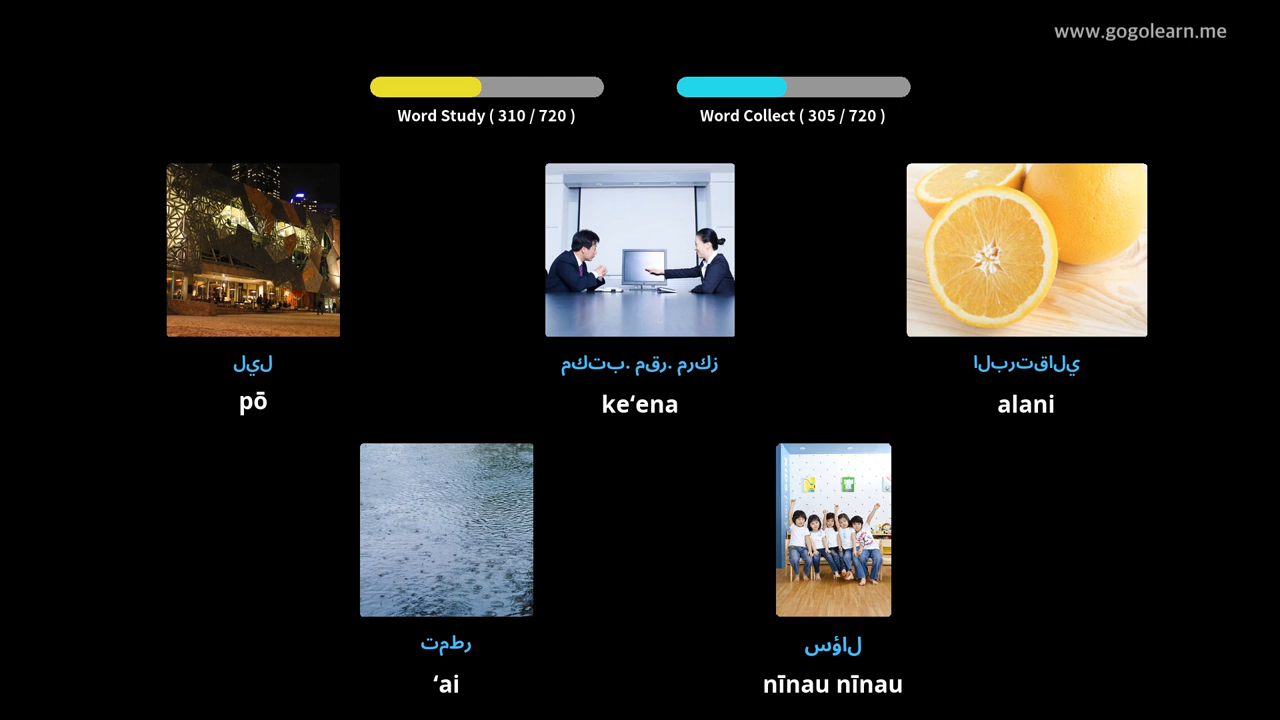 www.gogolearn.me
Word Study ( 310 / 720 )
Word Collect ( 305 / 720 )
ليل
مكتب. مقر. مركز
البرتقالي
pō
keʻena
alani
تمطر
سؤال
ʻai
nīnau nīnau